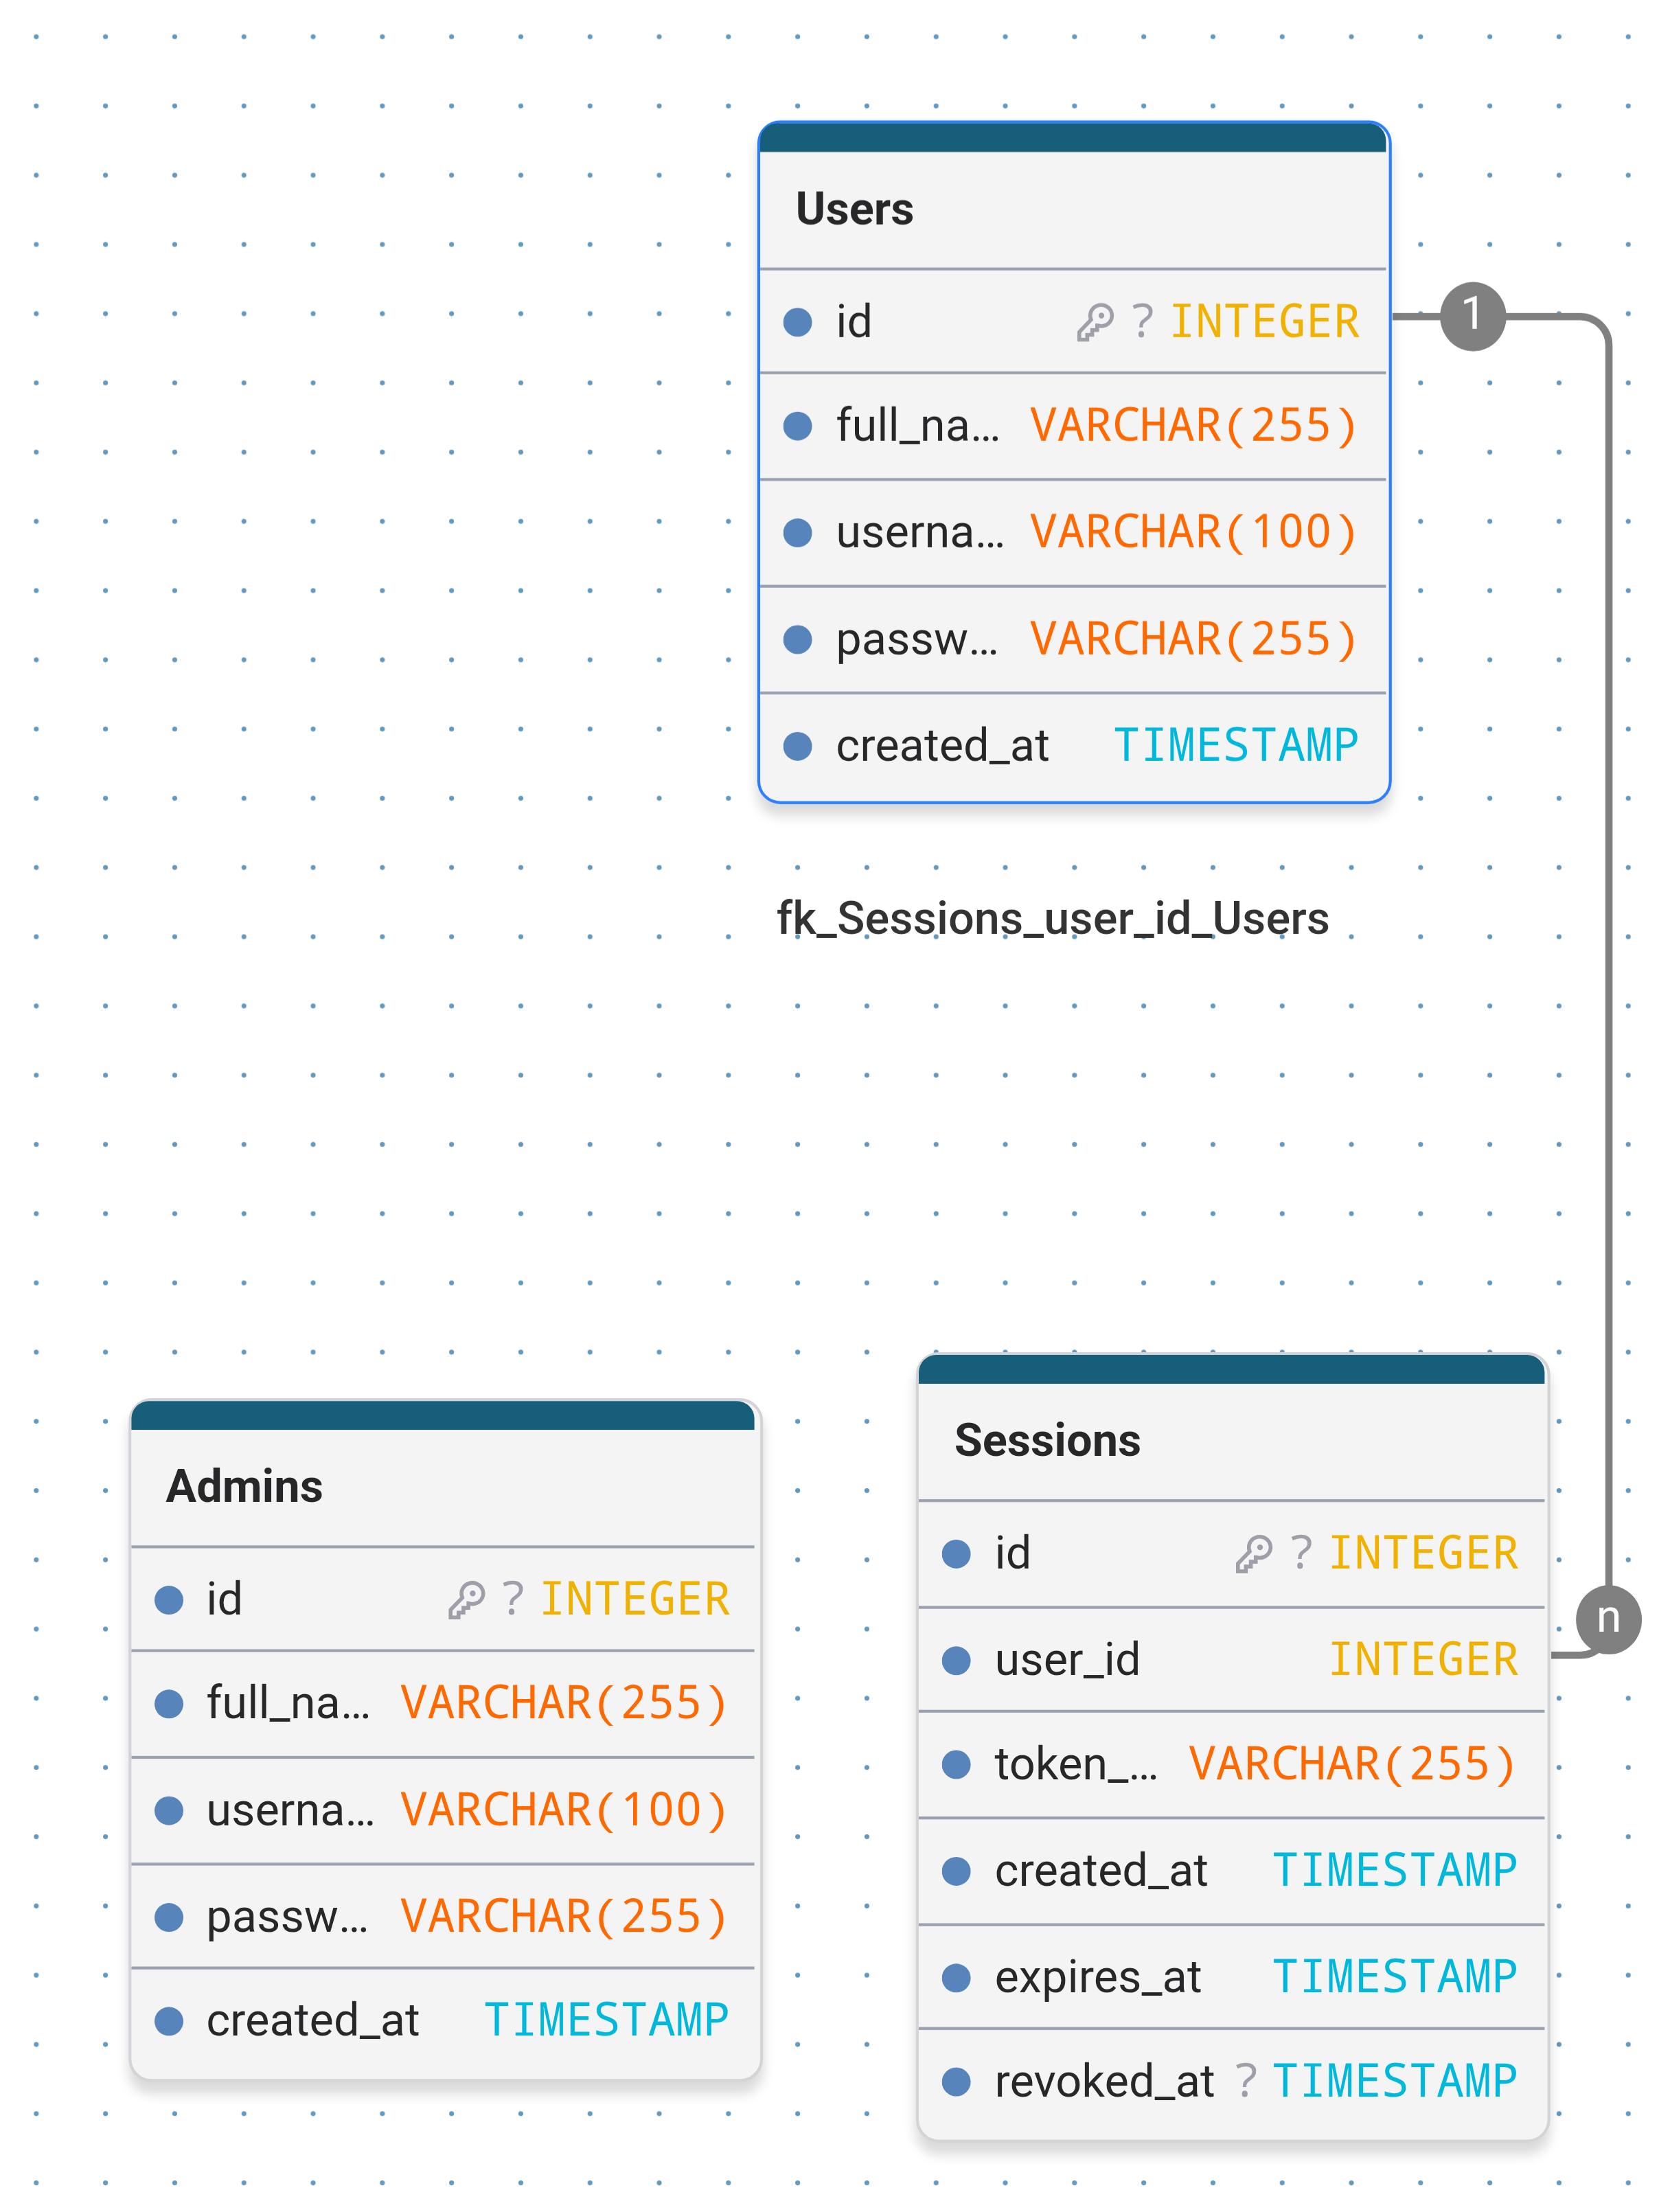 Users
id ? INTEGER
1
full_na... VARCHAR(255)
userna... VARCHAR(100)
passw... VARCHAR(255)
created_at TIMESTAMP
fk_Sessions_user_id_Users
Admins
id ? INTEGER
full_na... VARCHAR(255)
userna... VARCHAR(100)
passw... VARCHAR(255)
created_at TIMESTAMP
Sessions
id ? INTEGER
n
user_id INTEGER
token_... VARCHAR(255)
created_at TIMESTAMP
expires_at TIMESTAMP
revoked_at ? TIMESTAMP